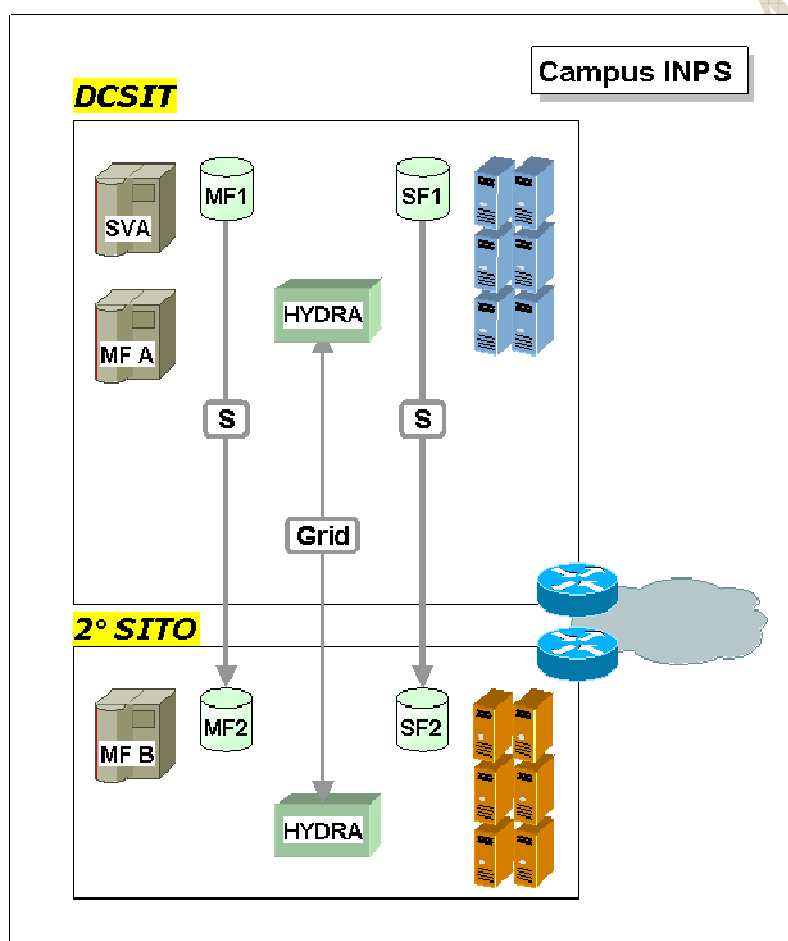 Campus INPS
DCSIT
SVA
MF1
SF1
HYDRA
MF A
S
S
Grid
2° SITO
MF B
MF2
SF2
HYDRA